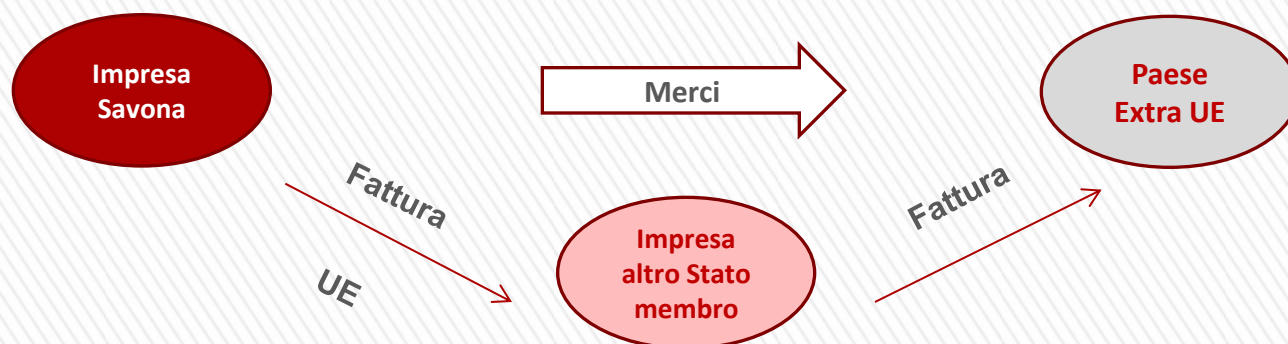 Impresa
Savona
Merci
Paese
Extra UE
Fattura
UE
Impresa
altro Stato
membro
Fattura